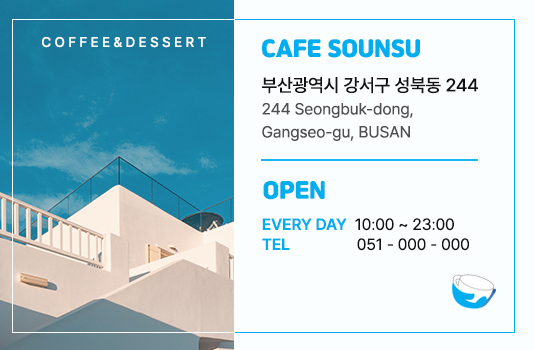 COFFEE&DESSERT
CAFE SOUNSU
부산광역시 강서구 성북동 244
244 Seongbuk-dong,
Gangseo-gu, BUSAN
OPEN
EVERY DAY 10:00 ~ 23:00
TEL 051 - 000 - 000